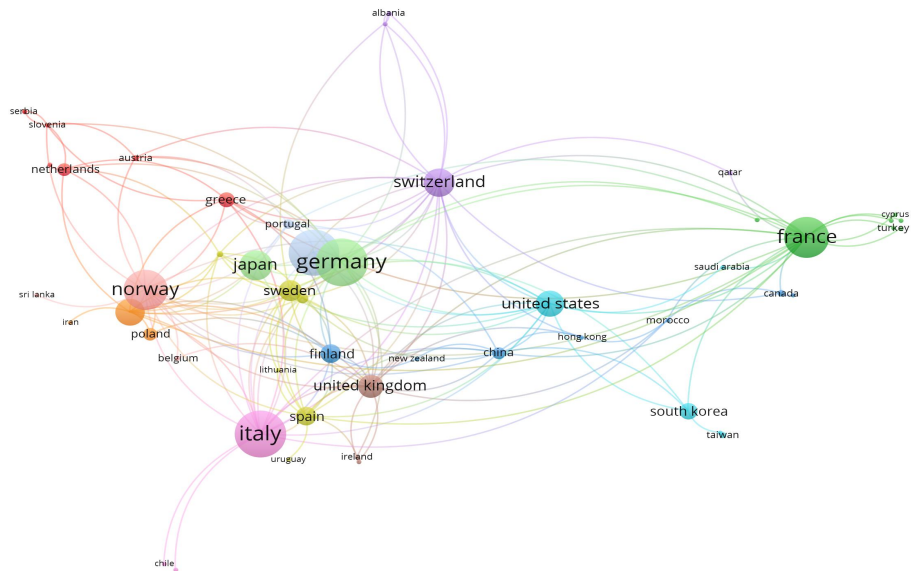 albania
serbia
slovenia
austria
netherlands
qatar
switzerland
greece
cyprus
portugal
turkey
france
germany
japan
saudi arabia
norway
sweden
canada
sri lanka
united states
iran
morocco
poland
hong kong
finland
china
belgium
new zealand
lithuania
united kingdom
south korea
spain
italy
taiwan
ireland
uruguay
chile